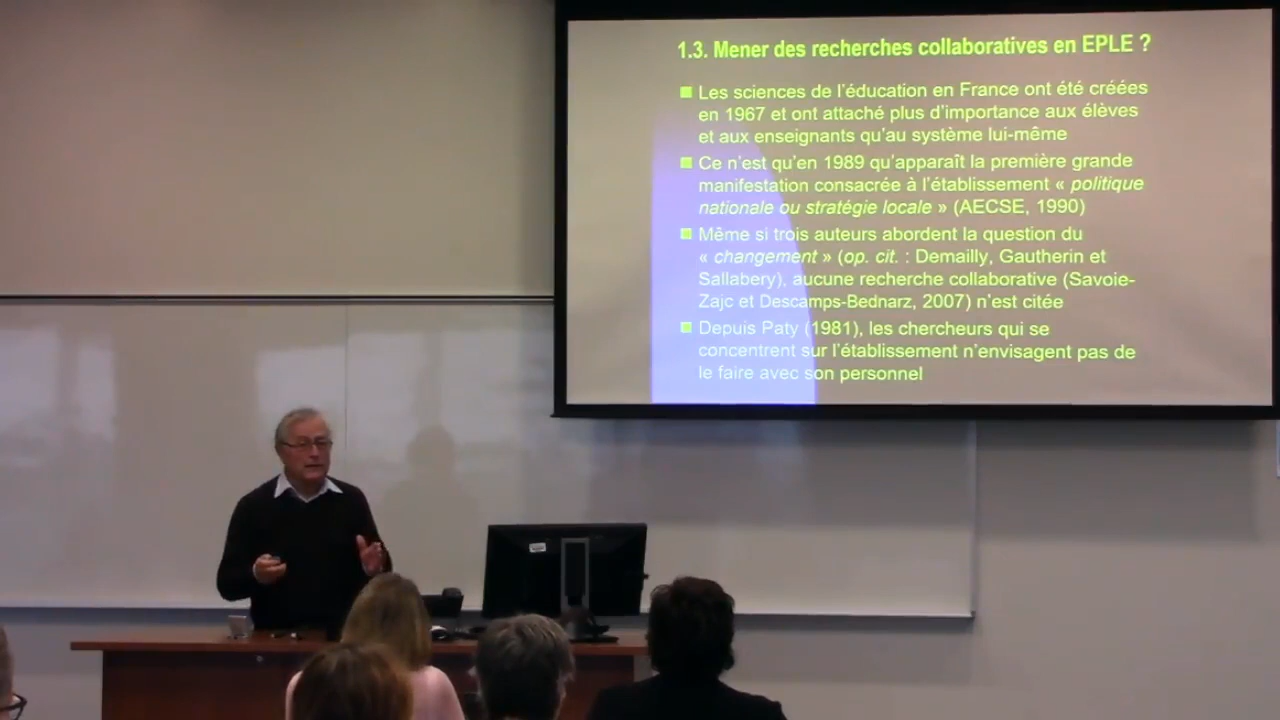 1.3. Mener des recherches collaboratives en EPLE ?
Les sciences de l'éducation en France ont été créées
en 1967 et ont attaché plus d'importance aux élèves
et aux enseignants qu'au système lui-même
Ce n'est qu'en 1989 qu'apparaît la première grande
manifestation consacrée à l'établissement « politique
nationale ou stratégie locale » (AECSE, 1990)
Même si trois auteurs abordent la question du
« changement » (op. cit. : Demailly, Gautherin et
Sallabery), aucune recherche collaborative (Savoie-
Zajc et Descamps-Bednarz, 2007) n'est citée
Depuis Paty (1981), les chercheurs qui se
concentrent sur l'établissement n'envisagent pas de
le faire avec son personnel